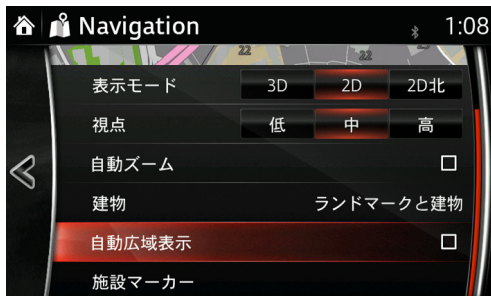 Navigation 1:08
22 22
表示モード 3D 2D 2D北
視点 低 中 高
自動ズーム
建物 ランドマークと建物
自動広域表示
施設マーカー